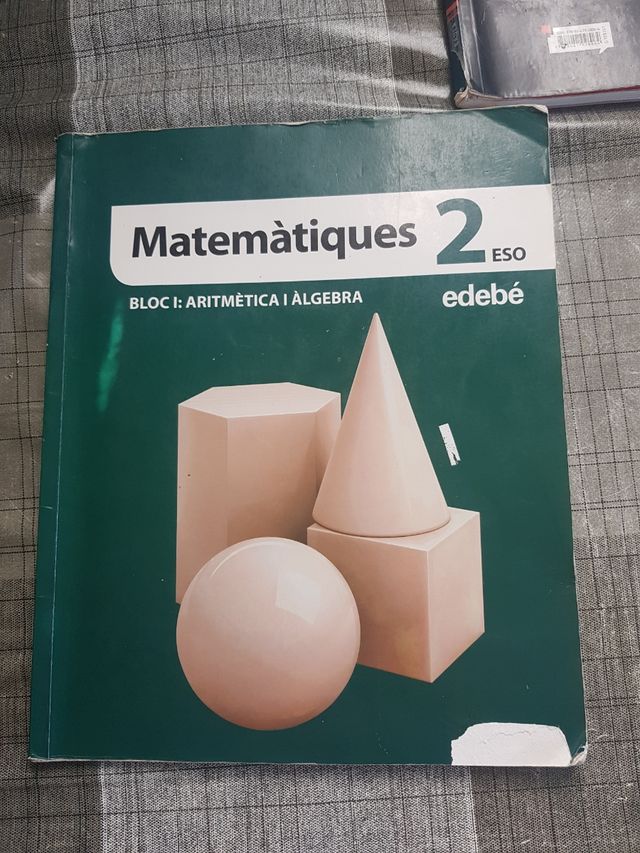 Matemàtiques 2 ESO
BLOC I: ARITMÈTICA I ÀLGEBRA
edebé